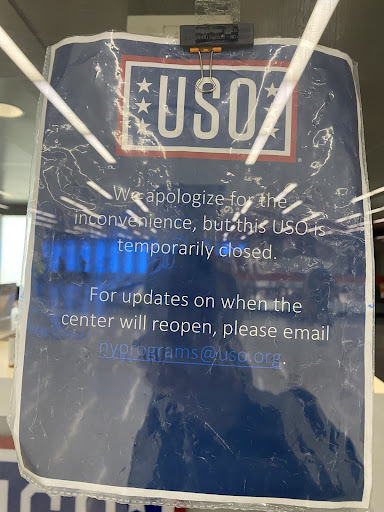 USO
We apologize for the
inconvenience, but this USO is
temporarily closed.
For updates on when the
center will reopen, please email
nyprograms@uso.org.